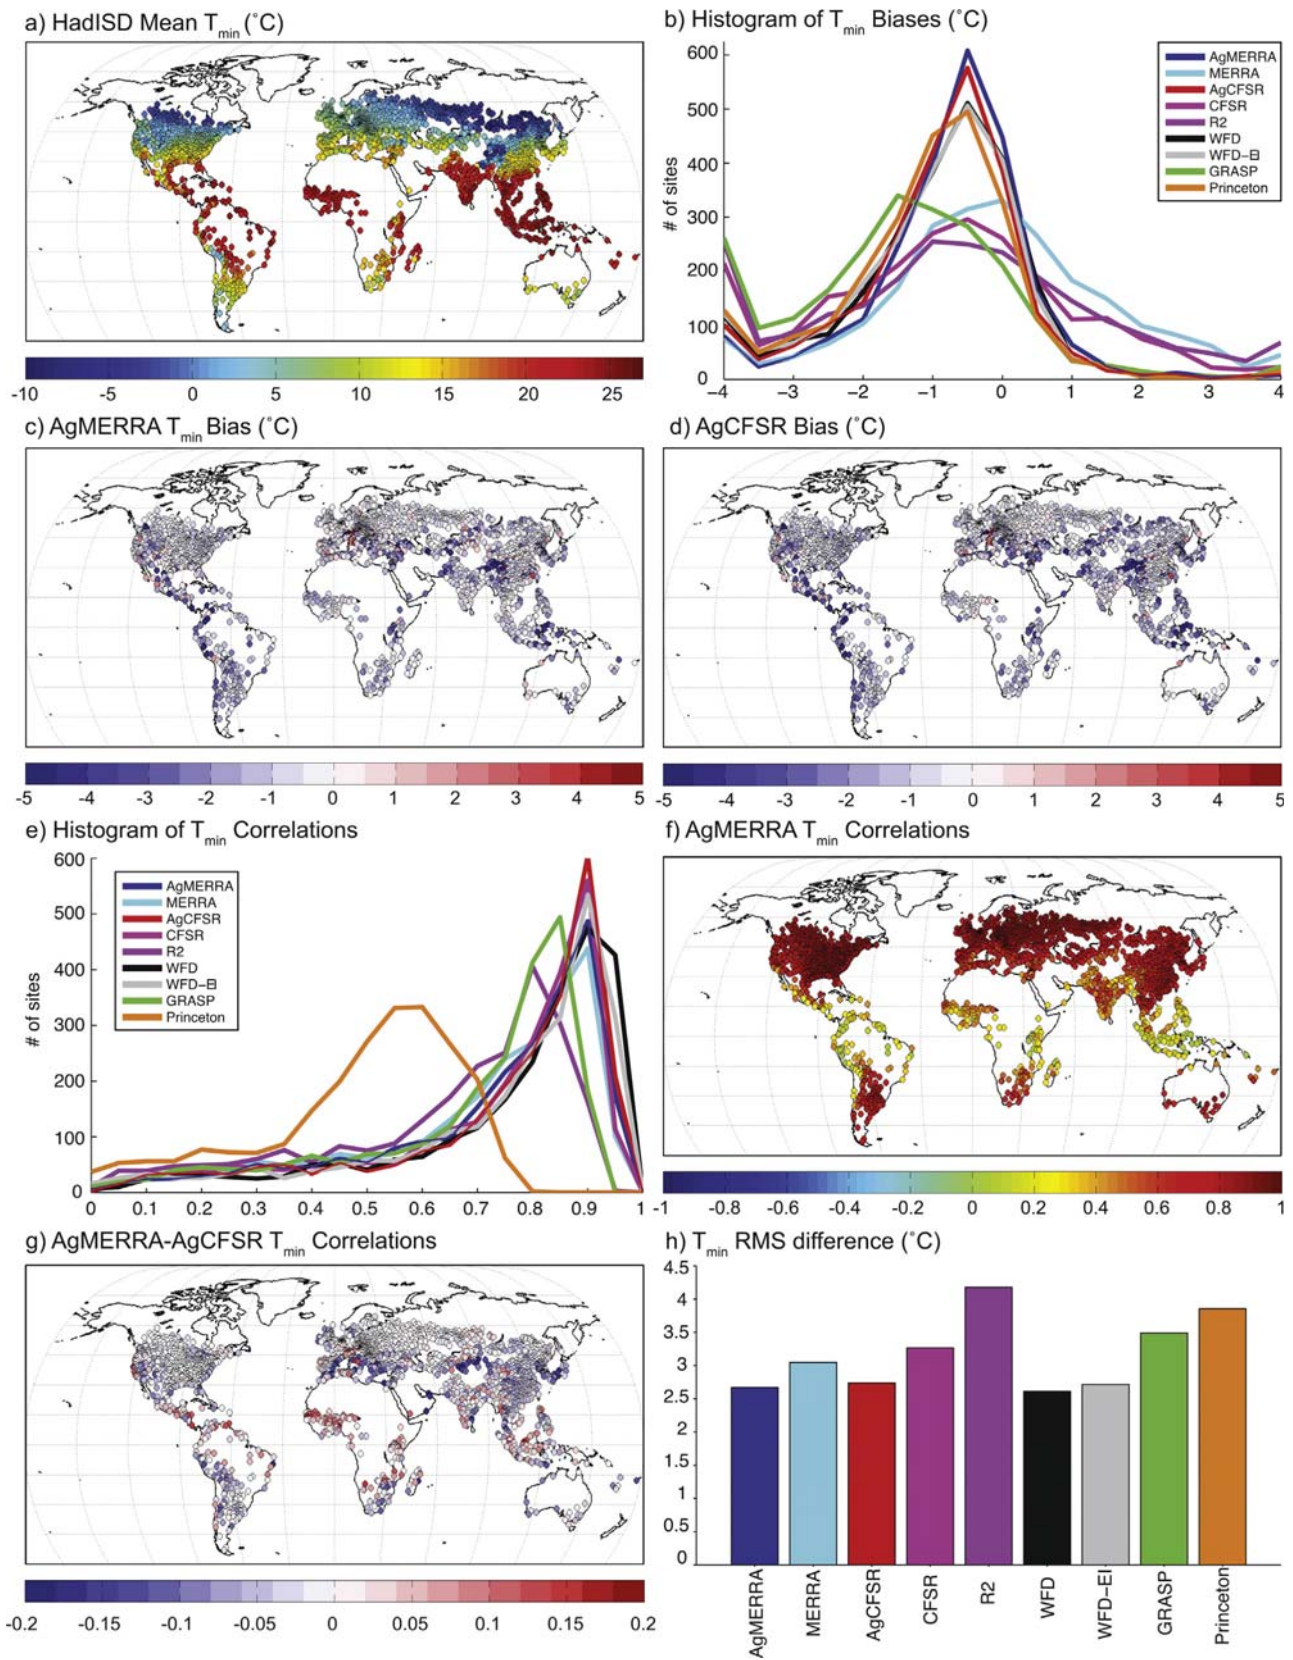 a) HadISD Mean Tmin (˚C)
-10 -5 0 5 10 15 20 25
b) Histogram of Tmin Biases (˚C)
# of sites
600
500
400
300
200
100
0
−4 −3 −2 −1 0 1 2 3 4
AgMERRA
MERRA
AgCFSR
CFSR
R2
WFD
WFD−EI
GRASP
Princeton
c) AgMERRA Tmin Bias (˚C)
-5 -4 -3 -2 -1 0 1 2 3 4 5
d) AgCFSR Bias (˚C)
-5 -4 -3 -2 -1 0 1 2 3 4 5
e) Histogram of Tmin Correlations
# of sites
600
500
400
300
200
100
0
0 0.1 0.2 0.3 0.4 0.5 0.6 0.7 0.8 0.9 1
AgMERRA
MERRA
AgCFSR
CFSR
R2
WFD
WFD−EI
GRASP
Princeton
f) AgMERRA Tmin Correlations
-1 -0.8 -0.6 -0.4 -0.2 0 0.2 0.4 0.6 0.8 1
g) AgMERRA-AgCFSR Tmin Correlations
-0.2 -0.15 -0.1 -0.05 0 0.05 0.1 0.15 0.2
h) Tmin RMS difference (˚C)
4.5
4
3.5
3
2.5
2
1.5
1
0.5
0
AgMERRA
MERRA
AgCFSR
CFSR
R2
WFD
WFD−EI
GRASP
Princeton